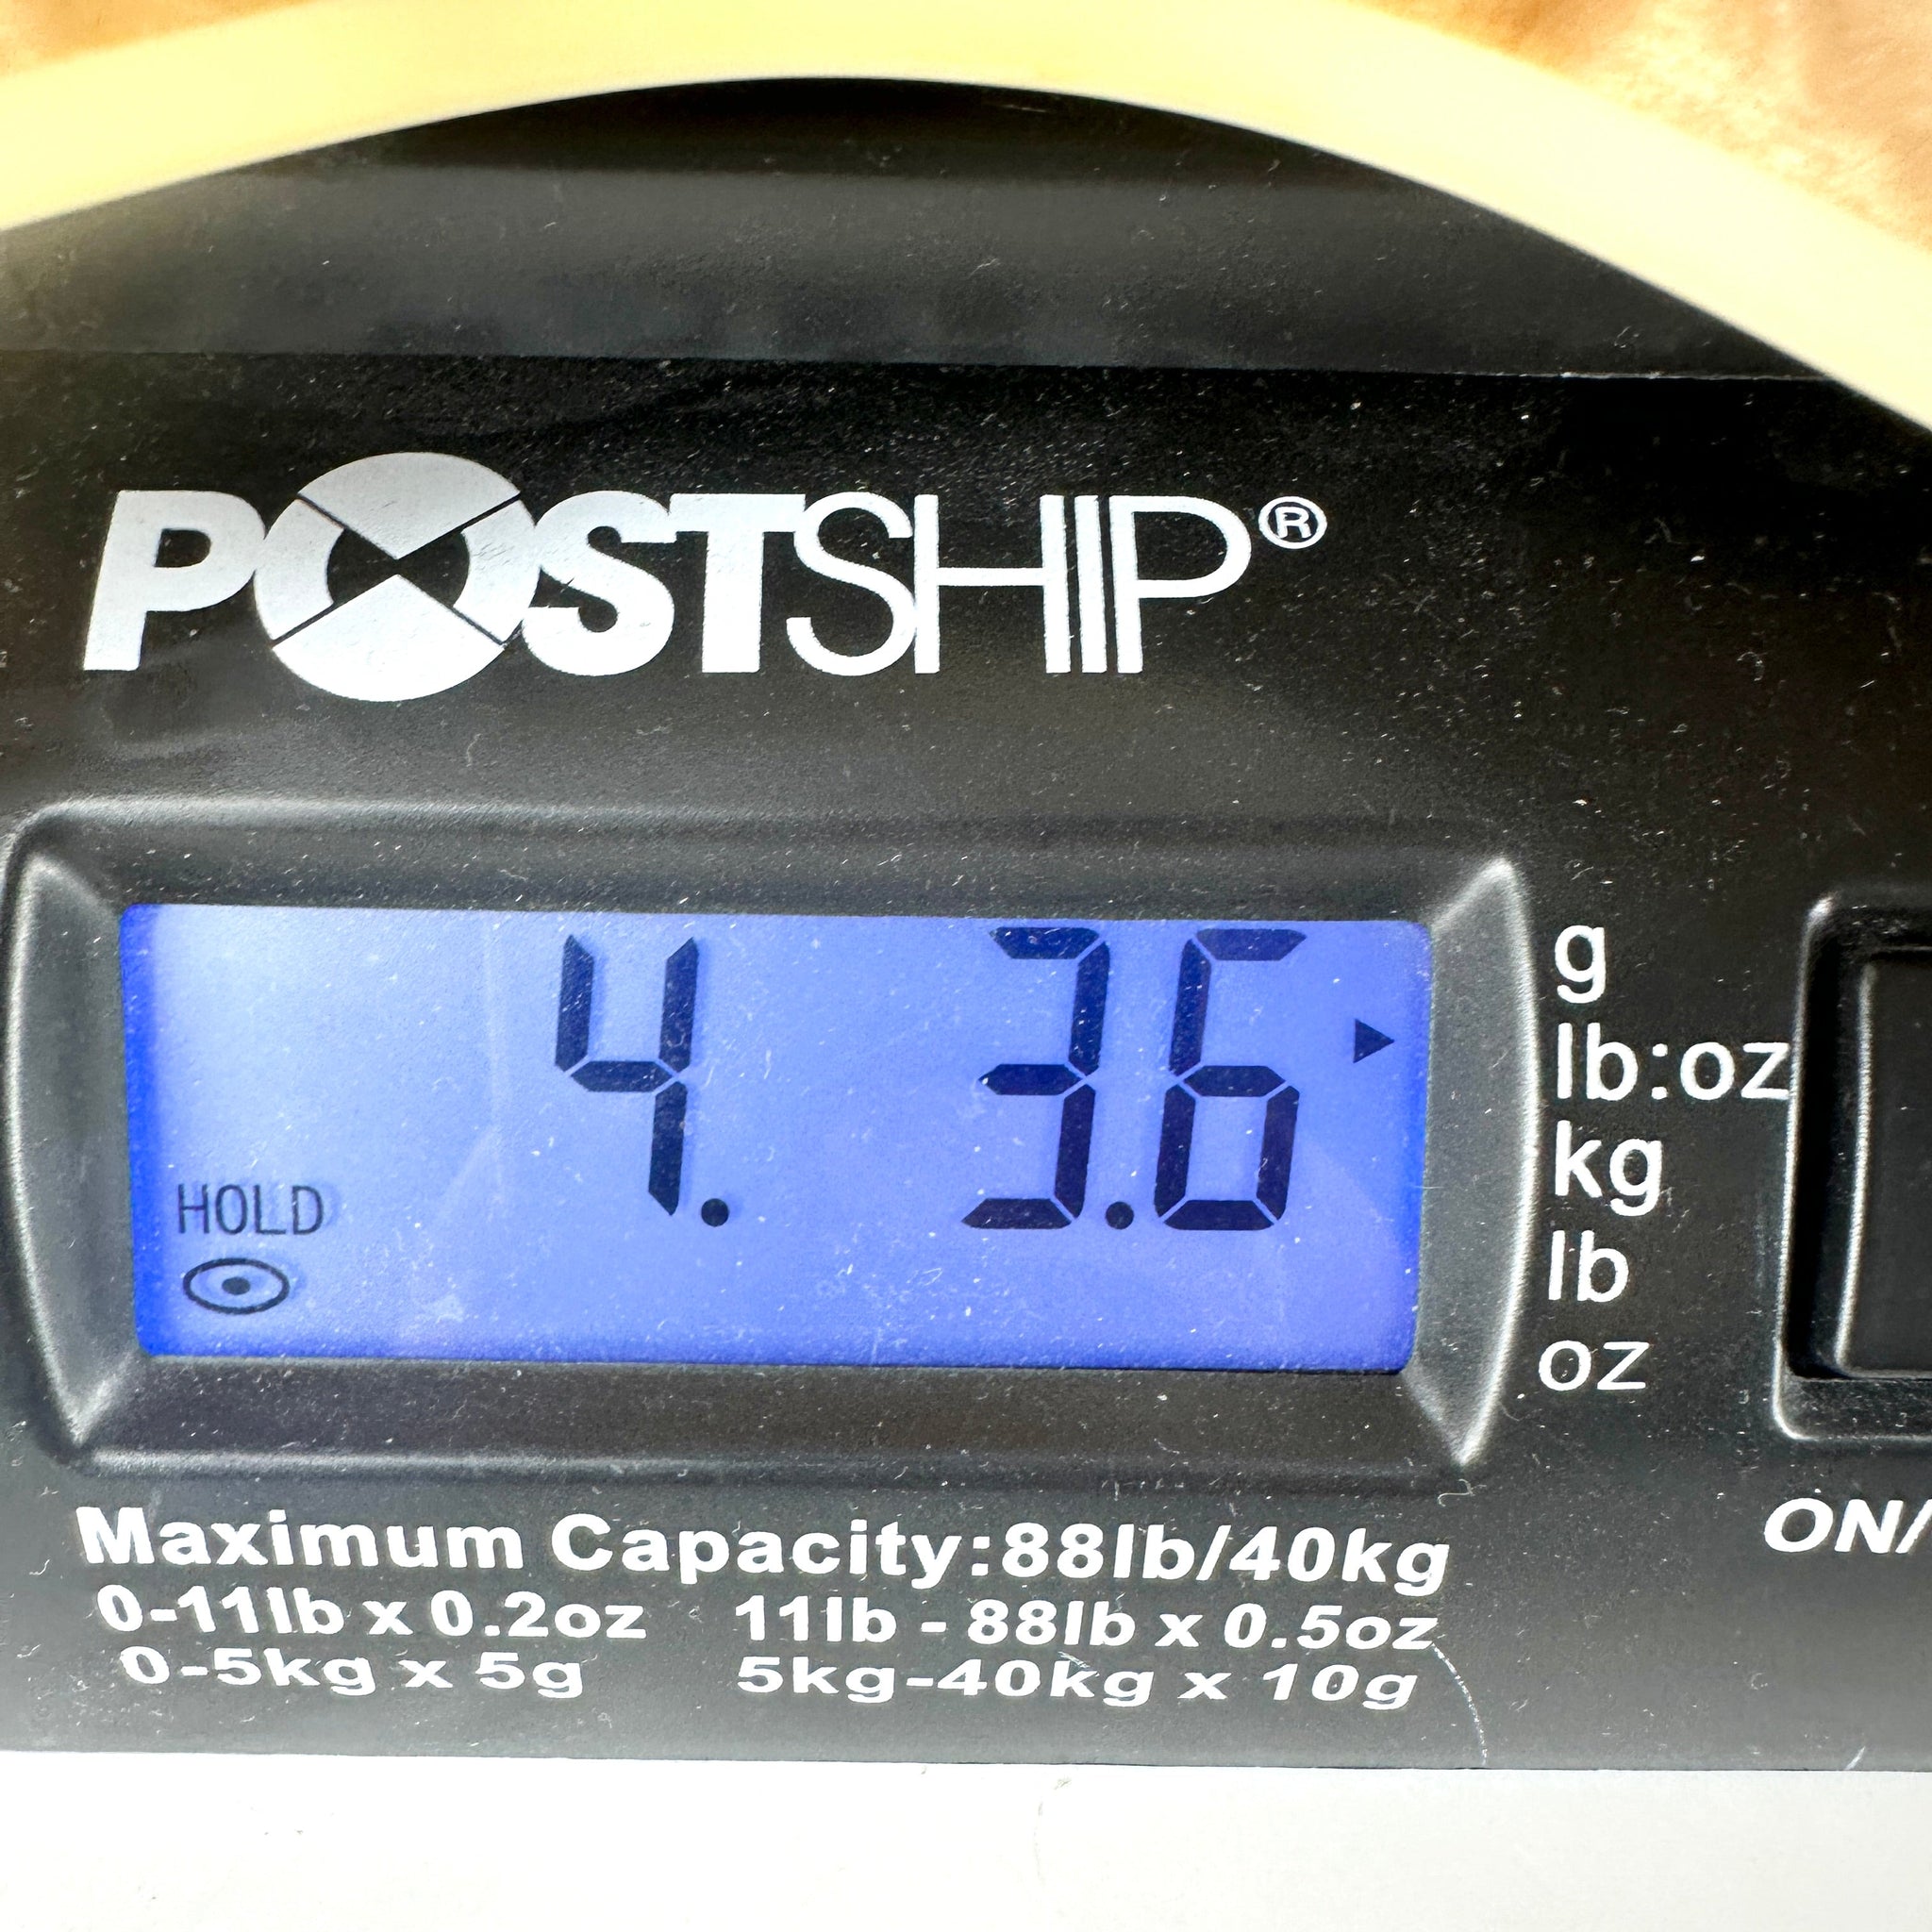 POSTSHIP®
4. 3.6
HOLD
g
lb:oz
kg
lb
oz
ON/
Maximum Capacity:88lb/40kg
0-11lb x 0.2oz 11lb - 88lb x 0.5oz
0-5kg x 5g 5kg-40kg x 10g